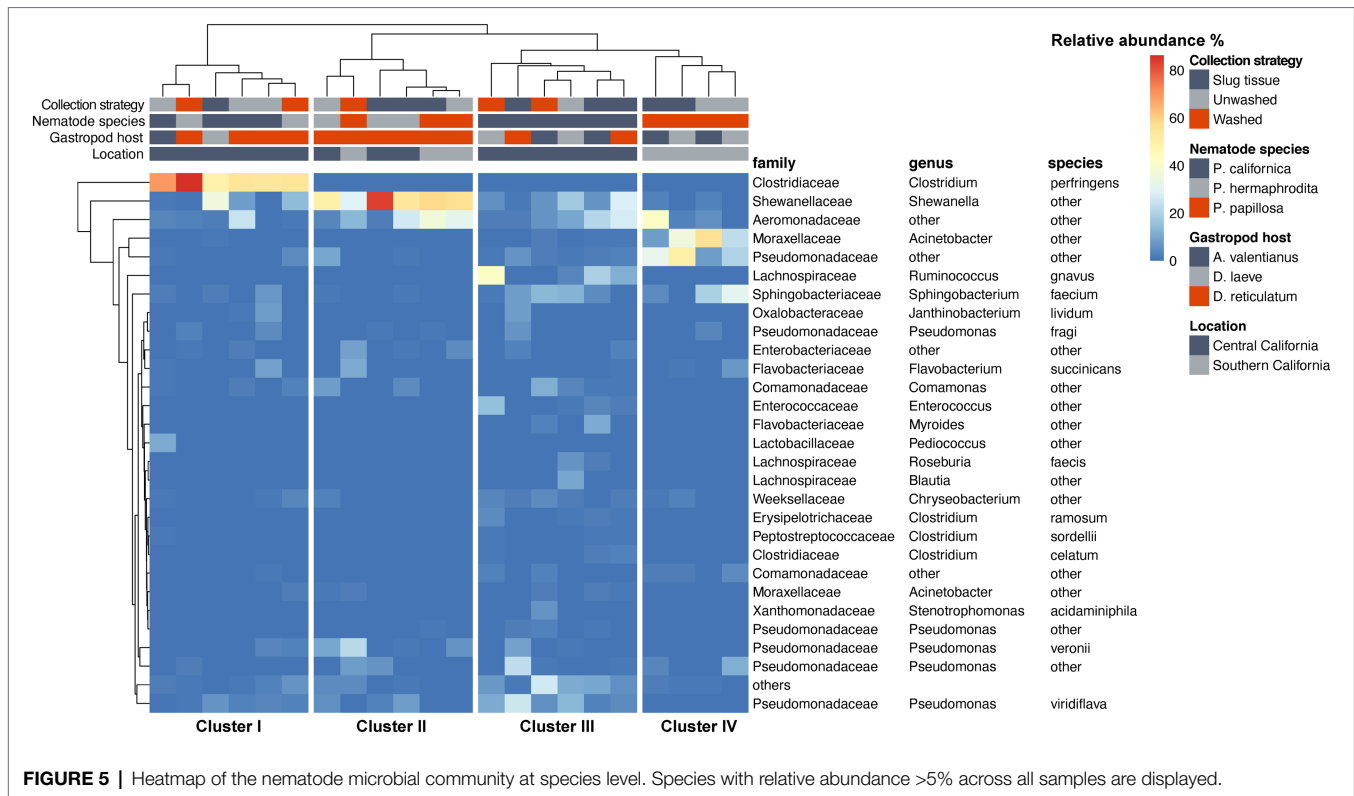 Relative abundance %
80
60
40
20
0
Collection strategy
Slug tissue
Unwashed
Washed
Nematode species
P. californica
P. hermaphrodita
P. papillosa
Gastropod host
A. valentianus
D. laeve
D. reticulatum
Location
Central California
Southern California
Collection strategy
Nematode species
Gastropod host
Location
family genus species
Clostridiaceae Clostridium perfringens
Shewanellaceae Shewanella other
Aeromonadaceae other other
Moraxellaceae Acinetobacter other
Pseudomonadaceae other other
Lachnospiraceae Ruminococcus gnavus
Sphingobacteriaceae Sphingobacterium faecium
Oxalobacteraceae Janthinobacterium lividum
Pseudomonadaceae Pseudomonas fragi
Enterobacteriaceae other other
Flavobacteriaceae Flavobacterium succinicans
Comamonadaceae Comamonas other
Enterococcaceae Enterococcus other
Flavobacteriaceae Myroides other
Lactobacillaceae Pediococcus other
Lachnospiraceae Roseburia faecis
Lachnospiraceae Blautia other
Weeksellaceae Chryseobacterium other
Erysipelotrichaceae Clostridium ramosum
Peptostreptococcaceae Clostridium sordellii
Clostridiaceae Clostridium celatum
Comamonadaceae other other
Moraxellaceae Acinetobacter other
Xanthomonadaceae Stenotrophomonas acidaminiphila
Pseudomonadaceae Pseudomonas other
Pseudomonadaceae Pseudomonas veronii
Pseudomonadaceae Pseudomonas other
others
Pseudomonadaceae Pseudomonas viridiflava
Cluster I Cluster II Cluster III Cluster IV
FIGURE 5 | Heatmap of the nematode microbial community at species level. Species with relative abundance >5% across all samples are displayed.